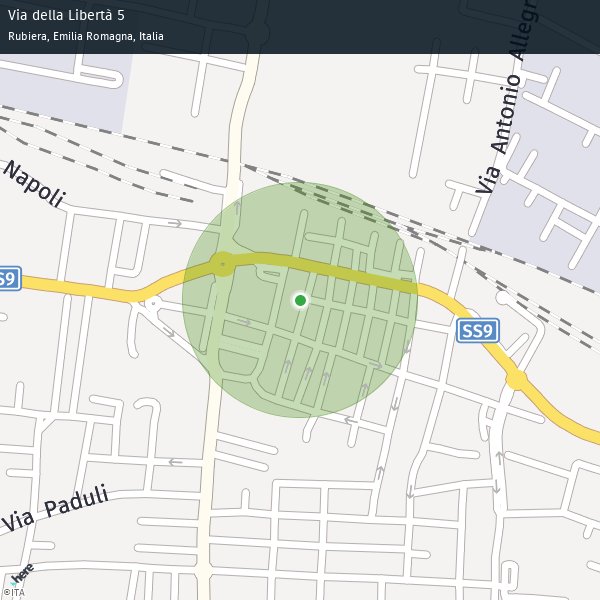 Via della Libertà 5
Rubiera, Emilia Romagna, Italia
Via Antonio Allegr
Napoli
S9
SS9
Via Paduli
here
©ITA